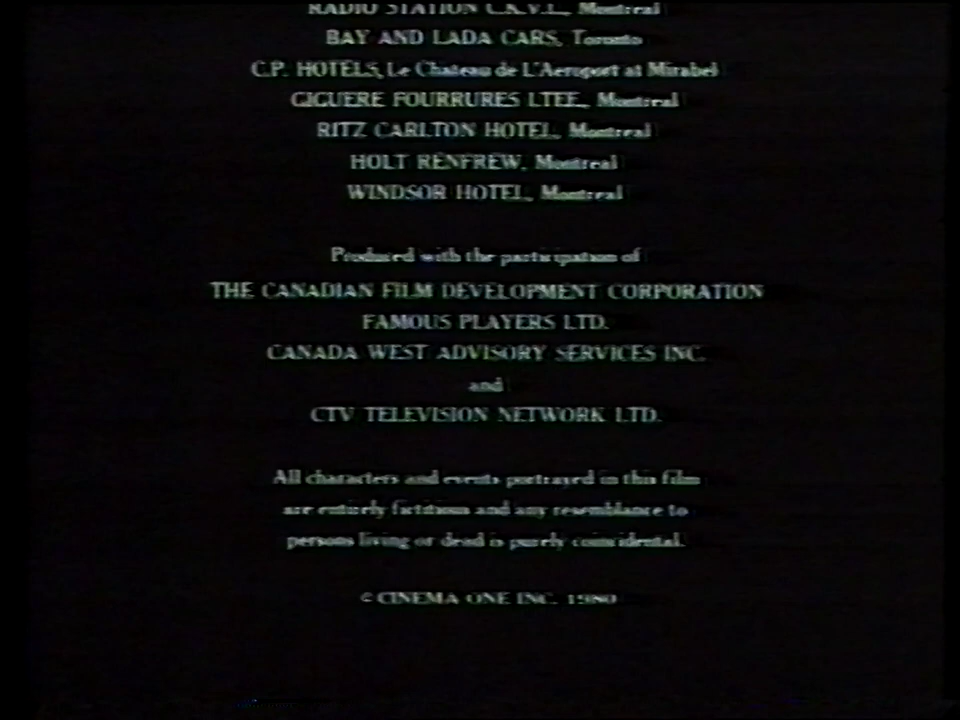 RADIO STATION C.K.V.L., Montreal
BAY AND LADA CARS, Toronto
C.P. HOTELS, Le Chateau de L'Aeroport at Mirabel
GIGUERE FOURRURES LTEE., Montreal
RITZ CARLTON HOTEL, Montreal
HOLT RENFREW, Montreal
WINDSOR HOTEL, Montreal
Produced with the participation of
THE CANADIAN FILM DEVELOPMENT CORPORATION
FAMOUS PLAYERS LTD.
CANADA WEST ADVISORY SERVICES INC.
and
CTV TELEVISION NETWORK LTD.
All characters and events portrayed in this film
are entirely fictitious and any resemblance to
persons living or dead is purely coincidental.
© CINEMA ONE INC. 1980